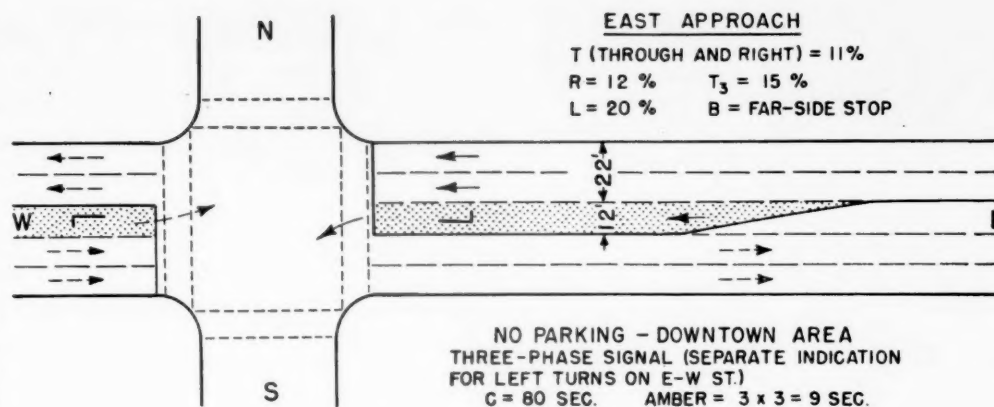 N
EAST APPROACH
T (THROUGH AND RIGHT) = 11%
R = 12 % T₃ = 15 %
L = 20 % B = FAR-SIDE STOP
22'
W
12'
E
NO PARKING - DOWNTOWN AREA
THREE-PHASE SIGNAL (SEPARATE INDICATION
FOR LEFT TURNS ON E-W ST.)
S
C = 80 SEC. AMBER = 3 x 3 = 9 SEC.